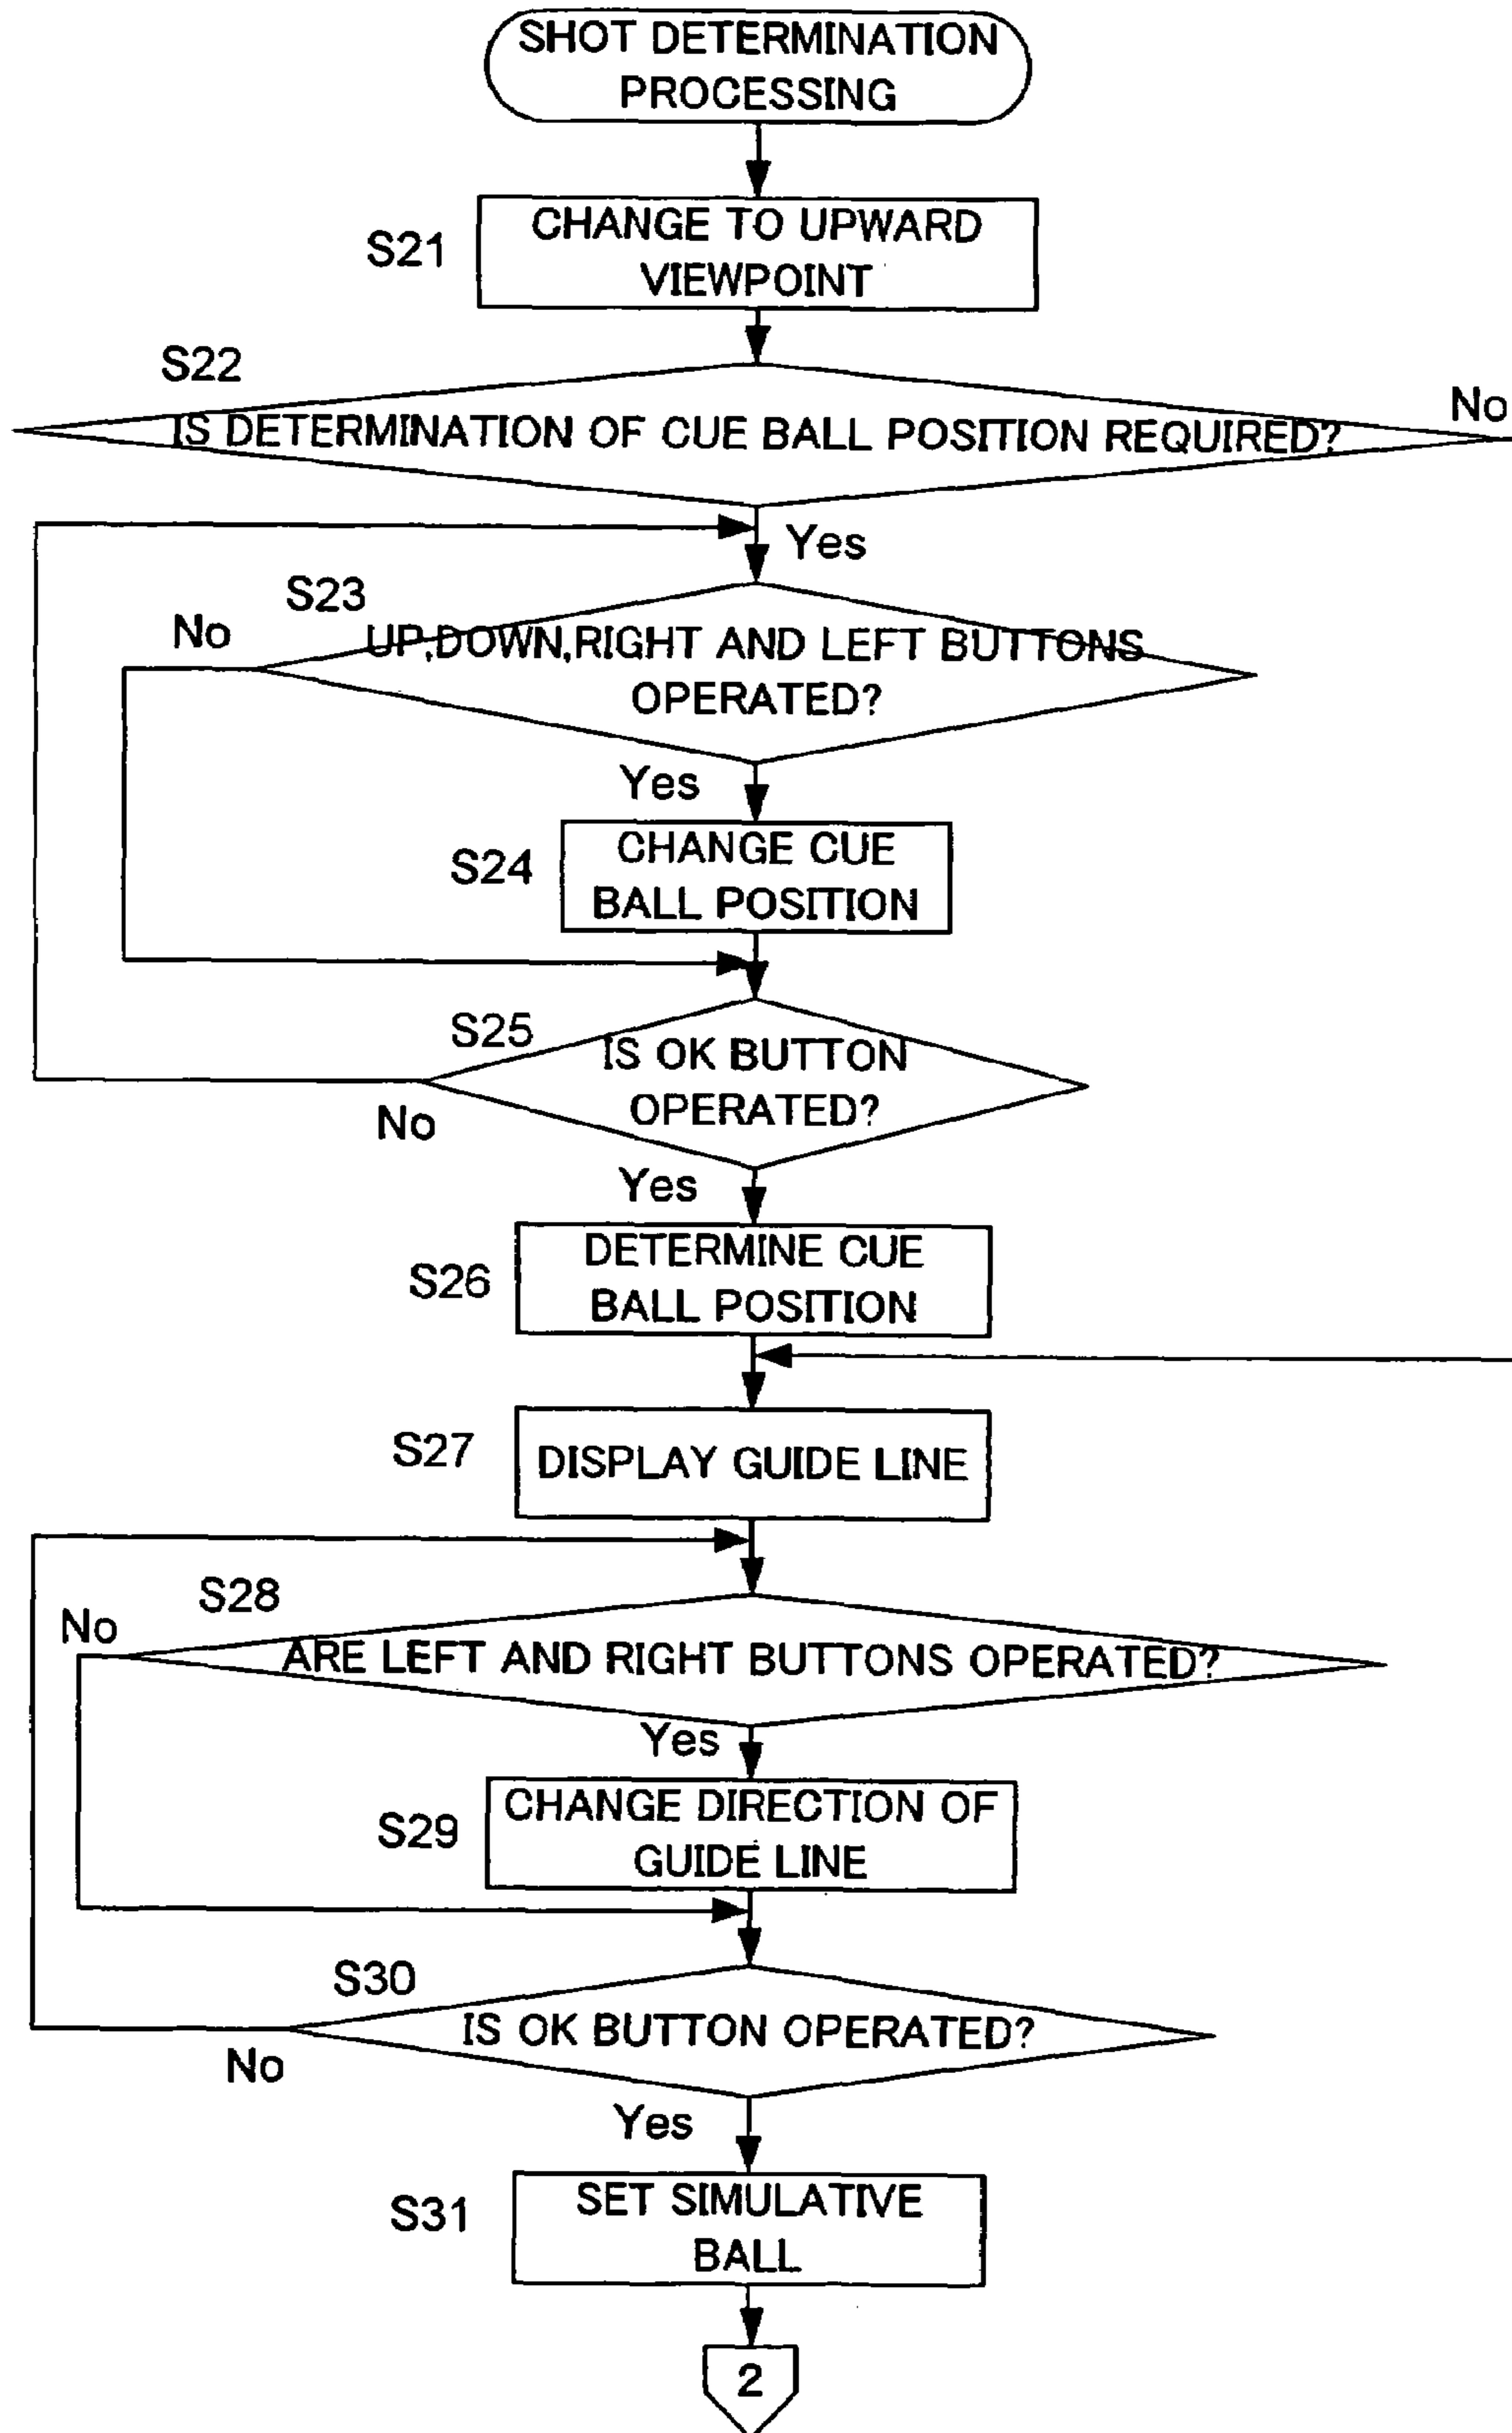 SHOT DETERMINATION
PROCESSING
S21
CHANGE TO UPWARD
VIEWPOINT
S22
No
IS DETERMINATION OF CUE BALL POSITION REQUIRED?
Yes
S23
No
UP,DOWN,RIGHT AND LEFT BUTTONS
OPERATED?
Yes
S24
CHANGE CUE
BALL POSITION
S25
IS OK BUTTON
OPERATED?
No
Yes
S26
DETERMINE CUE
BALL POSITION
S27
DISPLAY GUIDE LINE
S28
No
ARE LEFT AND RIGHT BUTTONS OPERATED?
Yes
S29
CHANGE DIRECTION OF
GUIDE LINE
S30
IS OK BUTTON OPERATED?
No
Yes
S31
SET SIMULATIVE
BALL
2